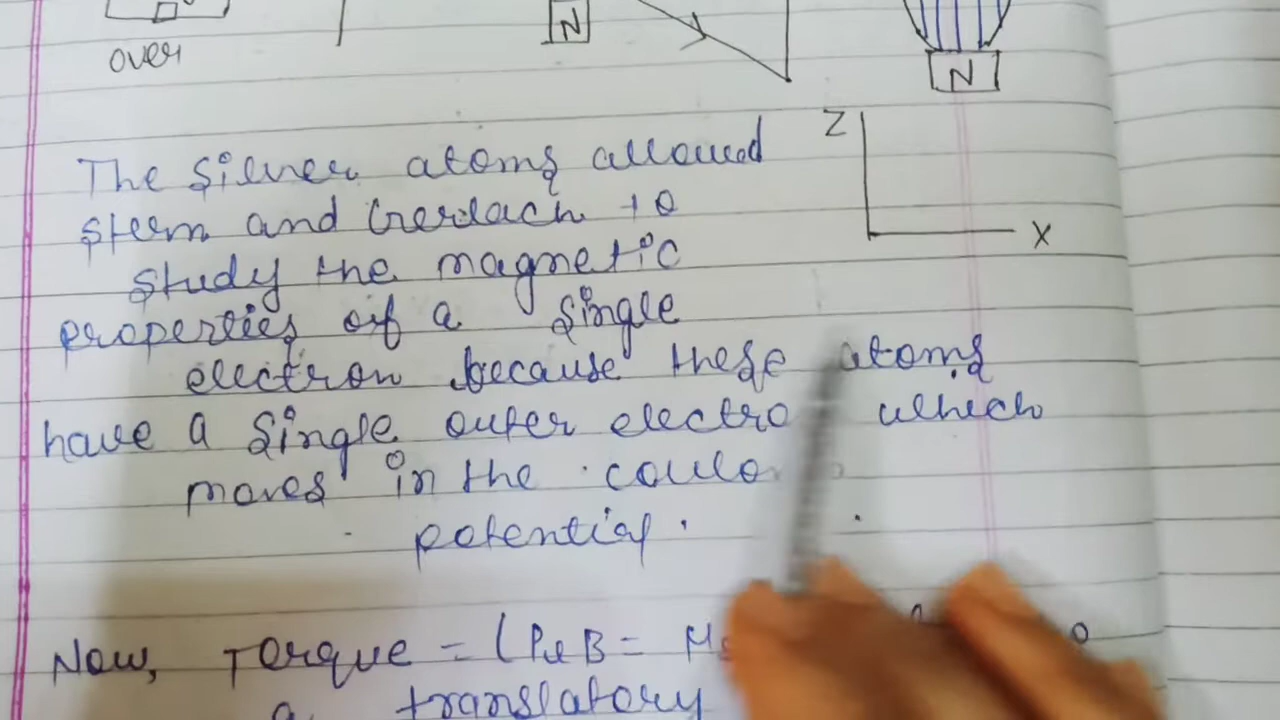 over
N
N
Z
X
The silver atoms allowed
stern and Gerlach to
study the magnetic
properties of a single
electron because these atoms
have a single outer electro which
moves in the coulo
potential.
Now, Torque =
a translatory